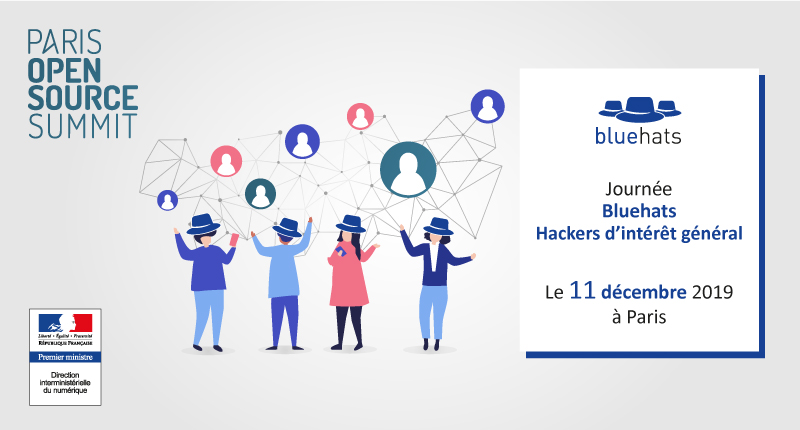 PARIS
OPEN
SOURCE
SUMMIT
bluehats
Journée
Bluehats
Hackers d'intérêt général
Le 11 décembre 2019
à Paris
Liberté • Égalité • Fraternité
RÉPUBLIQUE FRANÇAISE
Premier ministre
Direction
interministérielle
du numérique